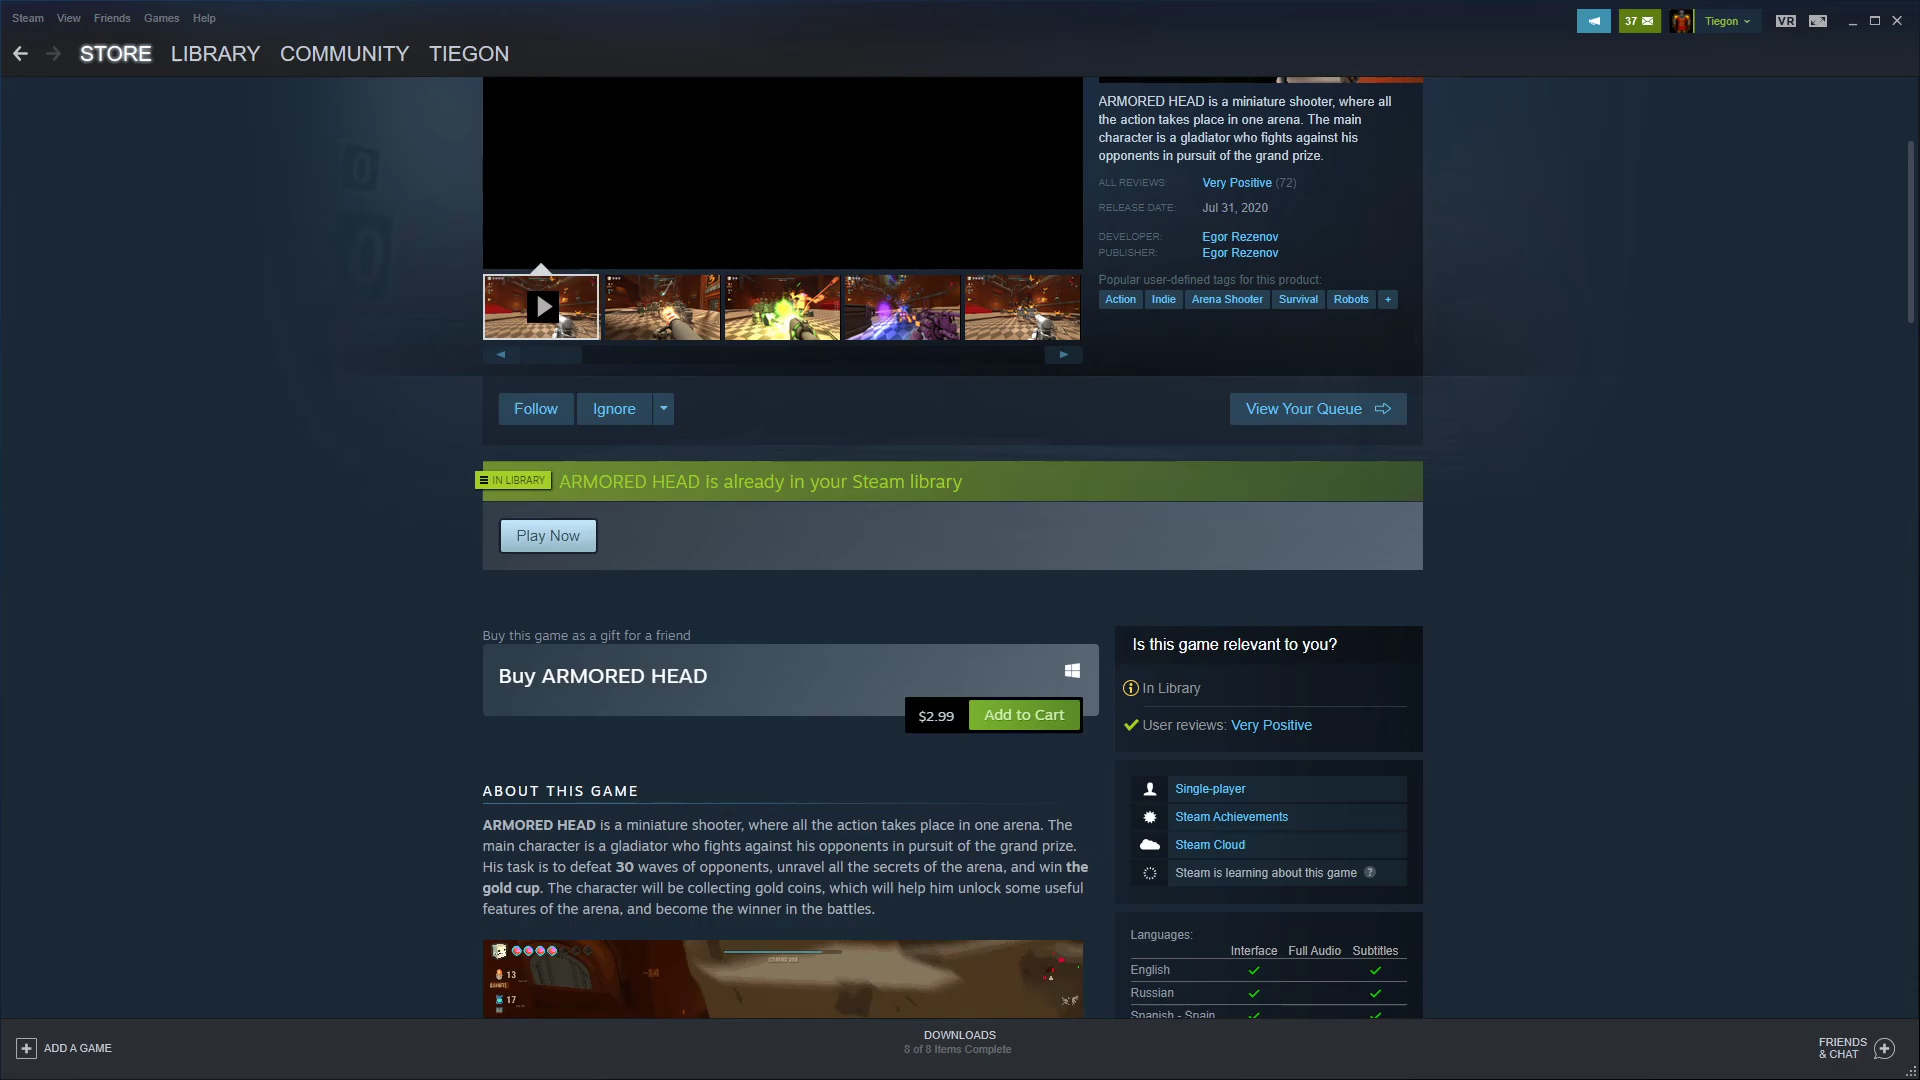 Steam View Friends Games Help
37 Tiegon VR
STORE LIBRARY COMMUNITY TIEGON
ARMORED HEAD is a miniature shooter, where all
the action takes place in one arena. The main
character is a gladiator who fights against his
opponents in pursuit of the grand prize.
ALL REVIEWS: Very Positive (72)
RELEASE DATE: Jul 31, 2020
DEVELOPER: Egor Rezenov
PUBLISHER: Egor Rezenov
Popular user-defined tags for this product:
Action Indie Arena Shooter Survival Robots +
Follow Ignore View Your Queue
IN LIBRARY ARMORED HEAD is already in your Steam library
Play Now
Buy this game as a gift for a friend
Buy ARMORED HEAD
$2.99 Add to Cart
Is this game relevant to you?
In Library
User reviews: Very Positive
ABOUT THIS GAME
ARMORED HEAD is a miniature shooter, where all the action takes place in one arena. The
main character is a gladiator who fights against his opponents in pursuit of the grand prize.
His task is to defeat 30 waves of opponents, unravel all the secrets of the arena, and win the
gold cup. The character will be collecting gold coins, which will help him unlock some useful
features of the arena, and become the winner in the battles.
Single-player
Steam Achievements
Steam Cloud
Steam is learning about this game ?
Languages:
Interface Full Audio Subtitles
English
Russian
Spanish - Spain
13
-14
17
ADD A GAME
DOWNLOADS
8 of 8 Items Complete
FRIENDS
& CHAT